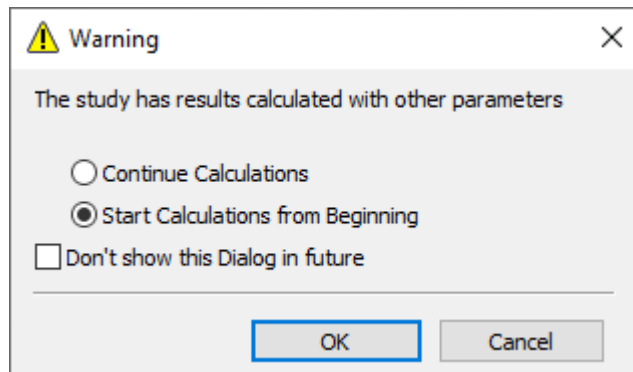 Warning
The study has results calculated with other parameters
Continue Calculations
Start Calculations from Beginning
Don't show this Dialog in future
OK
Cancel